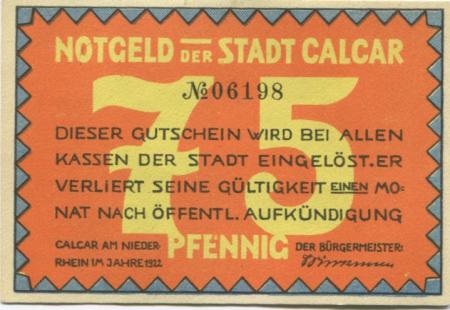 NOTGELD DER STADT CALCAR
75
№06198
DIESER GUTSCHEIN WIRD BEI ALLEN
KASSEN DER STADT EINGELÖST.ER
VERLIERT SEINE GÜLTIGKEIT EINEN MO=
NAT NACH ÖFFENTL. AUFKÜNDIGUNG
CALCAR AM NIEDER-
RHEIN IM JAHRE 1922
PFENNIG
DER BÜRGERMEISTER: